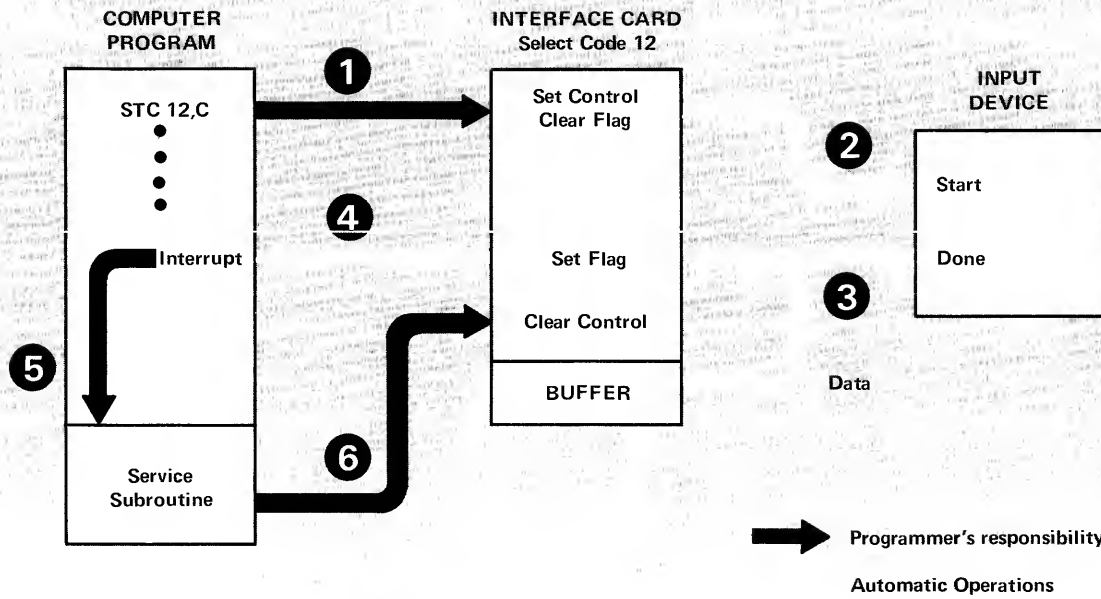 COMPUTER
PROGRAM
STC 12,C
Interrupt
Service
Subroutine
1
4
5
6
INTERFACE CARD
Select Code 12
Set Control
Clear Flag
Set Flag
Clear Control
BUFFER
INPUT
DEVICE
2
Start
Done
3
Data
Programmer's responsibility
Automatic Operations